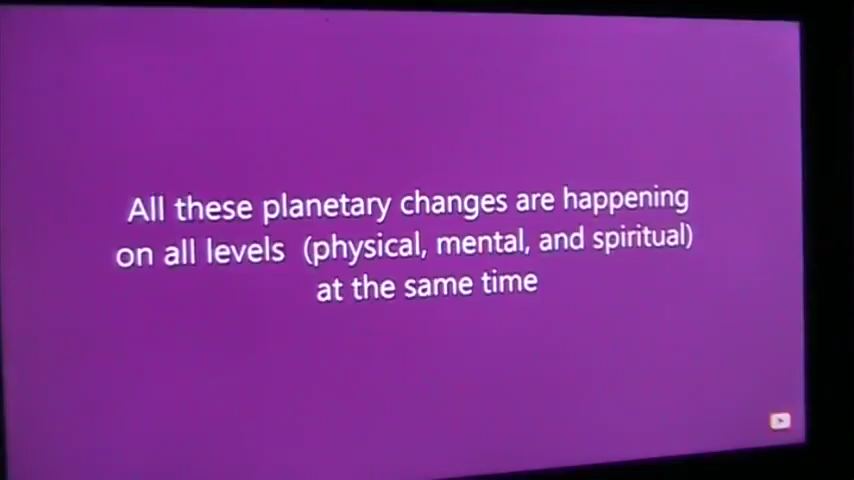 All these planetary changes are happening
on all levels (physical, mental, and spiritual)
at the same time